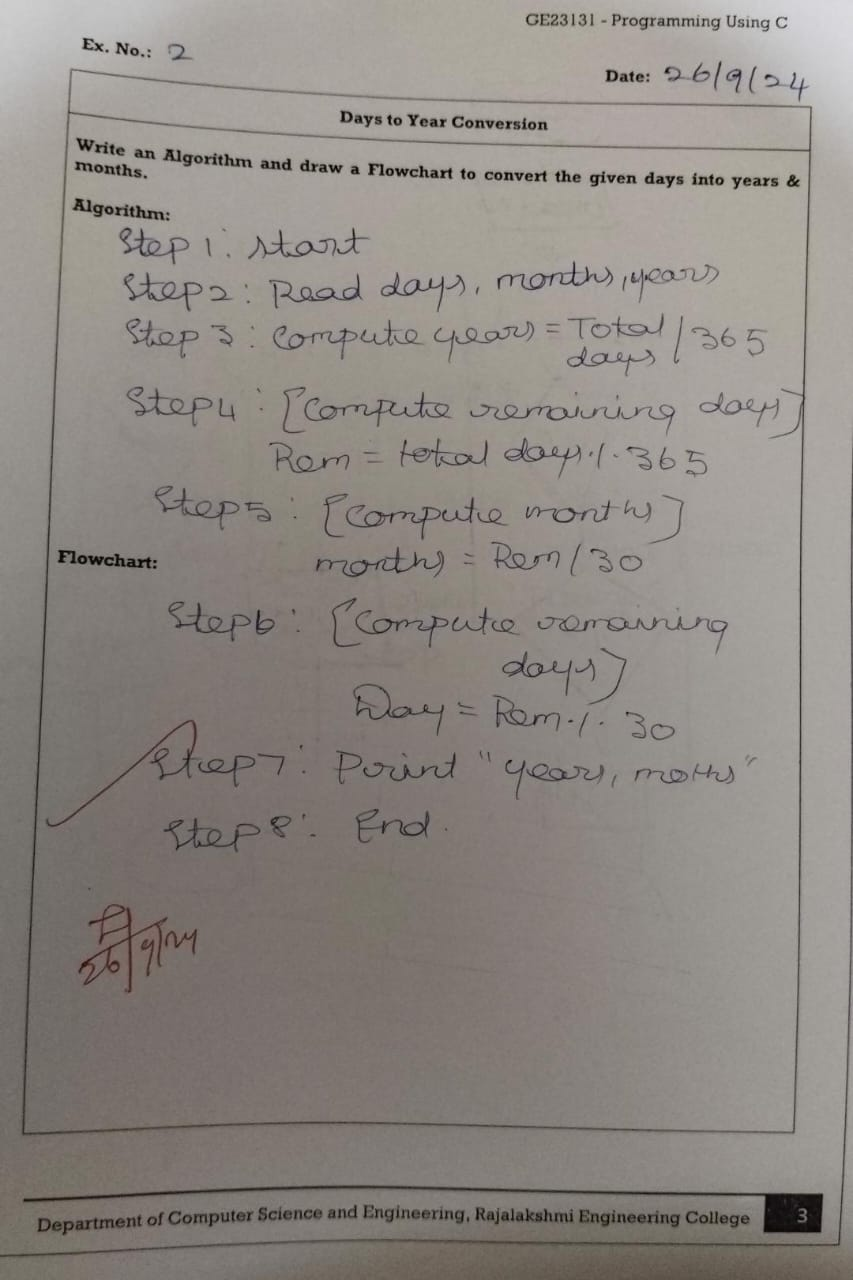 GE23131 - Programming Using C
Ex. No.: 2
Date: 26/9/24
Days to Year Conversion
Write an Algorithm and draw a Flowchart to convert the given days into years &
months.
Algorithm:
Step 1: start
Step 2: Read days, months, years
Step 3: Compute years = Total days / 365
Step 4: [Compute remaining days]
Rem = total days % 365
Step 5: [Compute months]
Flowchart:
months = Rem / 30
Step 6: [Compute remaining
days]
Day = Rem % 30
Step 7: Print "years, moths"
Step 8: End.
26/9/24
Department of Computer Science and Engineering, Rajalakshmi Engineering College
3